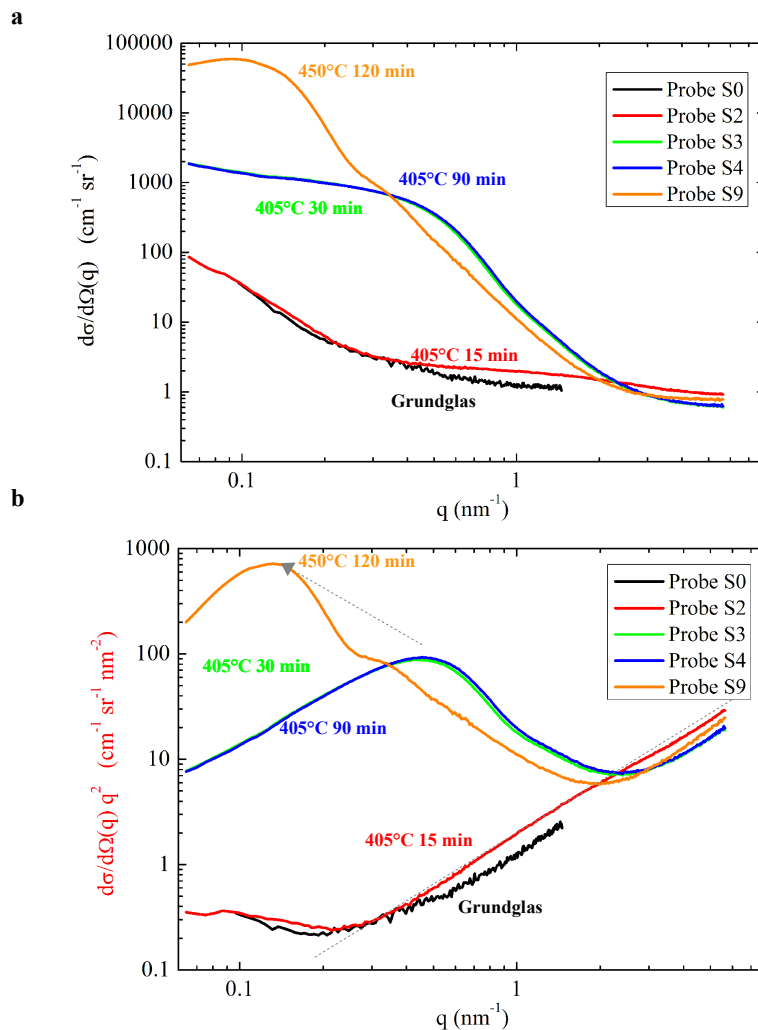 a
100000
10000
1000
100
10
1
0.1
dσ/dΩ(q) (cm⁻¹ sr⁻¹)
450°C 120 min
405°C 90 min
405°C 30 min
405°C 15 min
Grundglas
Probe S0
Probe S2
Probe S3
Probe S4
Probe S9
0.1
1
q (nm⁻¹)
b
1000
100
10
1
0.1
dσ/dΩ(q) q² (cm⁻¹ sr⁻¹ nm⁻²)
450°C 120 min
405°C 30 min
405°C 90 min
405°C 15 min
Grundglas
Probe S0
Probe S2
Probe S3
Probe S4
Probe S9
0.1
1
q (nm⁻¹)